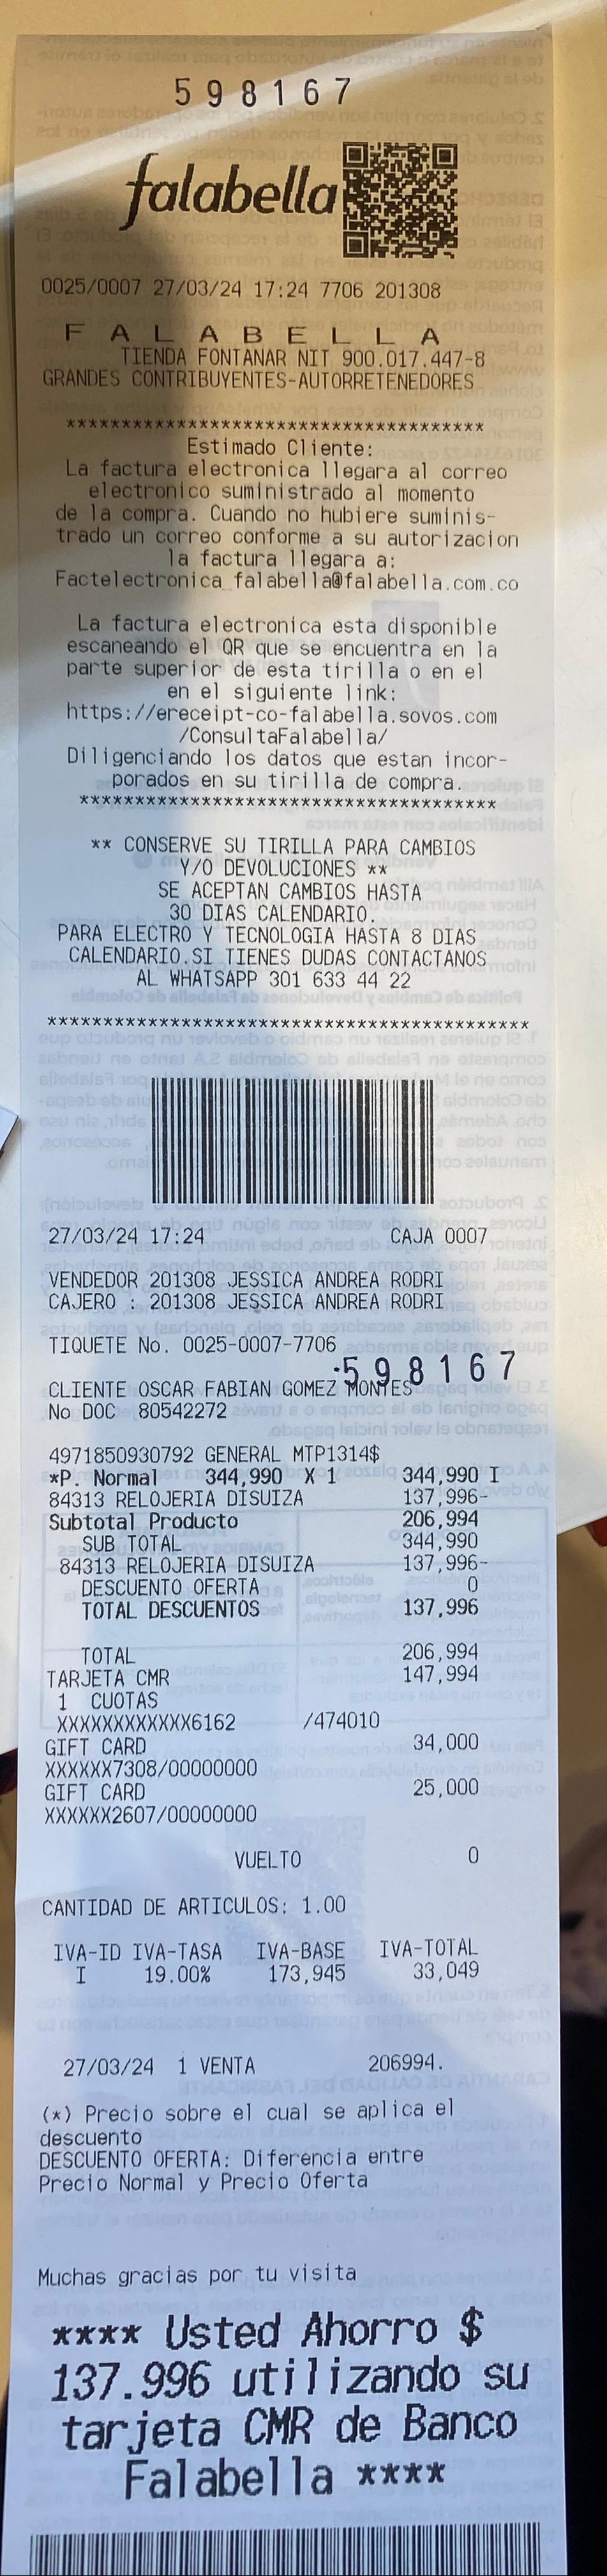 598167
falabella
0025/0007 27/03/24 17:24 7706 201308
F A L A B E L L A
TIENDA FONTANAR NIT 900.017.447-8
GRANDES CONTRIBUYENTES-AUTORRETENEDORES
**************************************
Estimado Cliente:
La factura electronica llegara al correo
electronico suministrado al momento
de la compra. Cuando no hubiere suminis-
trado un correo conforme a su autorizacion
la factura llegara a:
Factelectronica_falabella@falabella.com.co
La factura electronica esta disponible
escaneando el QR que se encuentra en la
parte superior de esta tirilla o en el
en el siguiente link:
https://ereceipt-co-falabella.sovos.com
/ConsultaFalabella/
Diligenciando los datos que estan incor-
porados en su tirilla de compra.
**************************************
** CONSERVE SU TIRILLA PARA CAMBIOS
Y/O DEVOLUCIONES **
SE ACEPTAN CAMBIOS HASTA
30 DIAS CALENDARIO.
PARA ELECTRO Y TECNOLOGIA HASTA 8 DIAS
CALENDARIO.SI TIENES DUDAS CONTACTANOS
AL WHATSAPP 301 633 44 22
********************************************
27/03/24 17:24 CAJA 0007
VENDEDOR 201308 JESSICA ANDREA RODRI
CAJERO : 201308 JESSICA ANDREA RODRI
TIQUETE No. 0025-0007-7706
598167
CLIENTE OSCAR FABIAN GOMEZ MONTES
No DOC 80542272
4971850930792 GENERAL MTP1314$
*P. Normal 344,990 X 1 344,990 I
84313 RELOJERIA DISUIZA 137,996-
Subtotal Producto 206,994
SUB TOTAL 344,990
84313 RELOJERIA DISUIZA 137,996-
DESCUENTO OFERTA 0
TOTAL DESCUENTOS 137,996
TOTAL 206,994
TARJETA CMR 147,994
1 CUOTAS
XXXXXXXXXXXX6162 /474010
GIFT CARD 34,000
XXXXXX7308/00000000
GIFT CARD 25,000
XXXXXX2607/00000000
VUELTO 0
CANTIDAD DE ARTICULOS: 1.00
IVA-ID IVA-TASA IVA-BASE IVA-TOTAL
I 19.00% 173,945 33,049
27/03/24 1 VENTA 206994.
(*) Precio sobre el cual se aplica el
descuento
DESCUENTO OFERTA: Diferencia entre
Precio Normal y Precio Oferta
Muchas gracias por tu visita
**** Usted Ahorro $
137.996 utilizando su
tarjeta CMR de Banco
Falabella ****